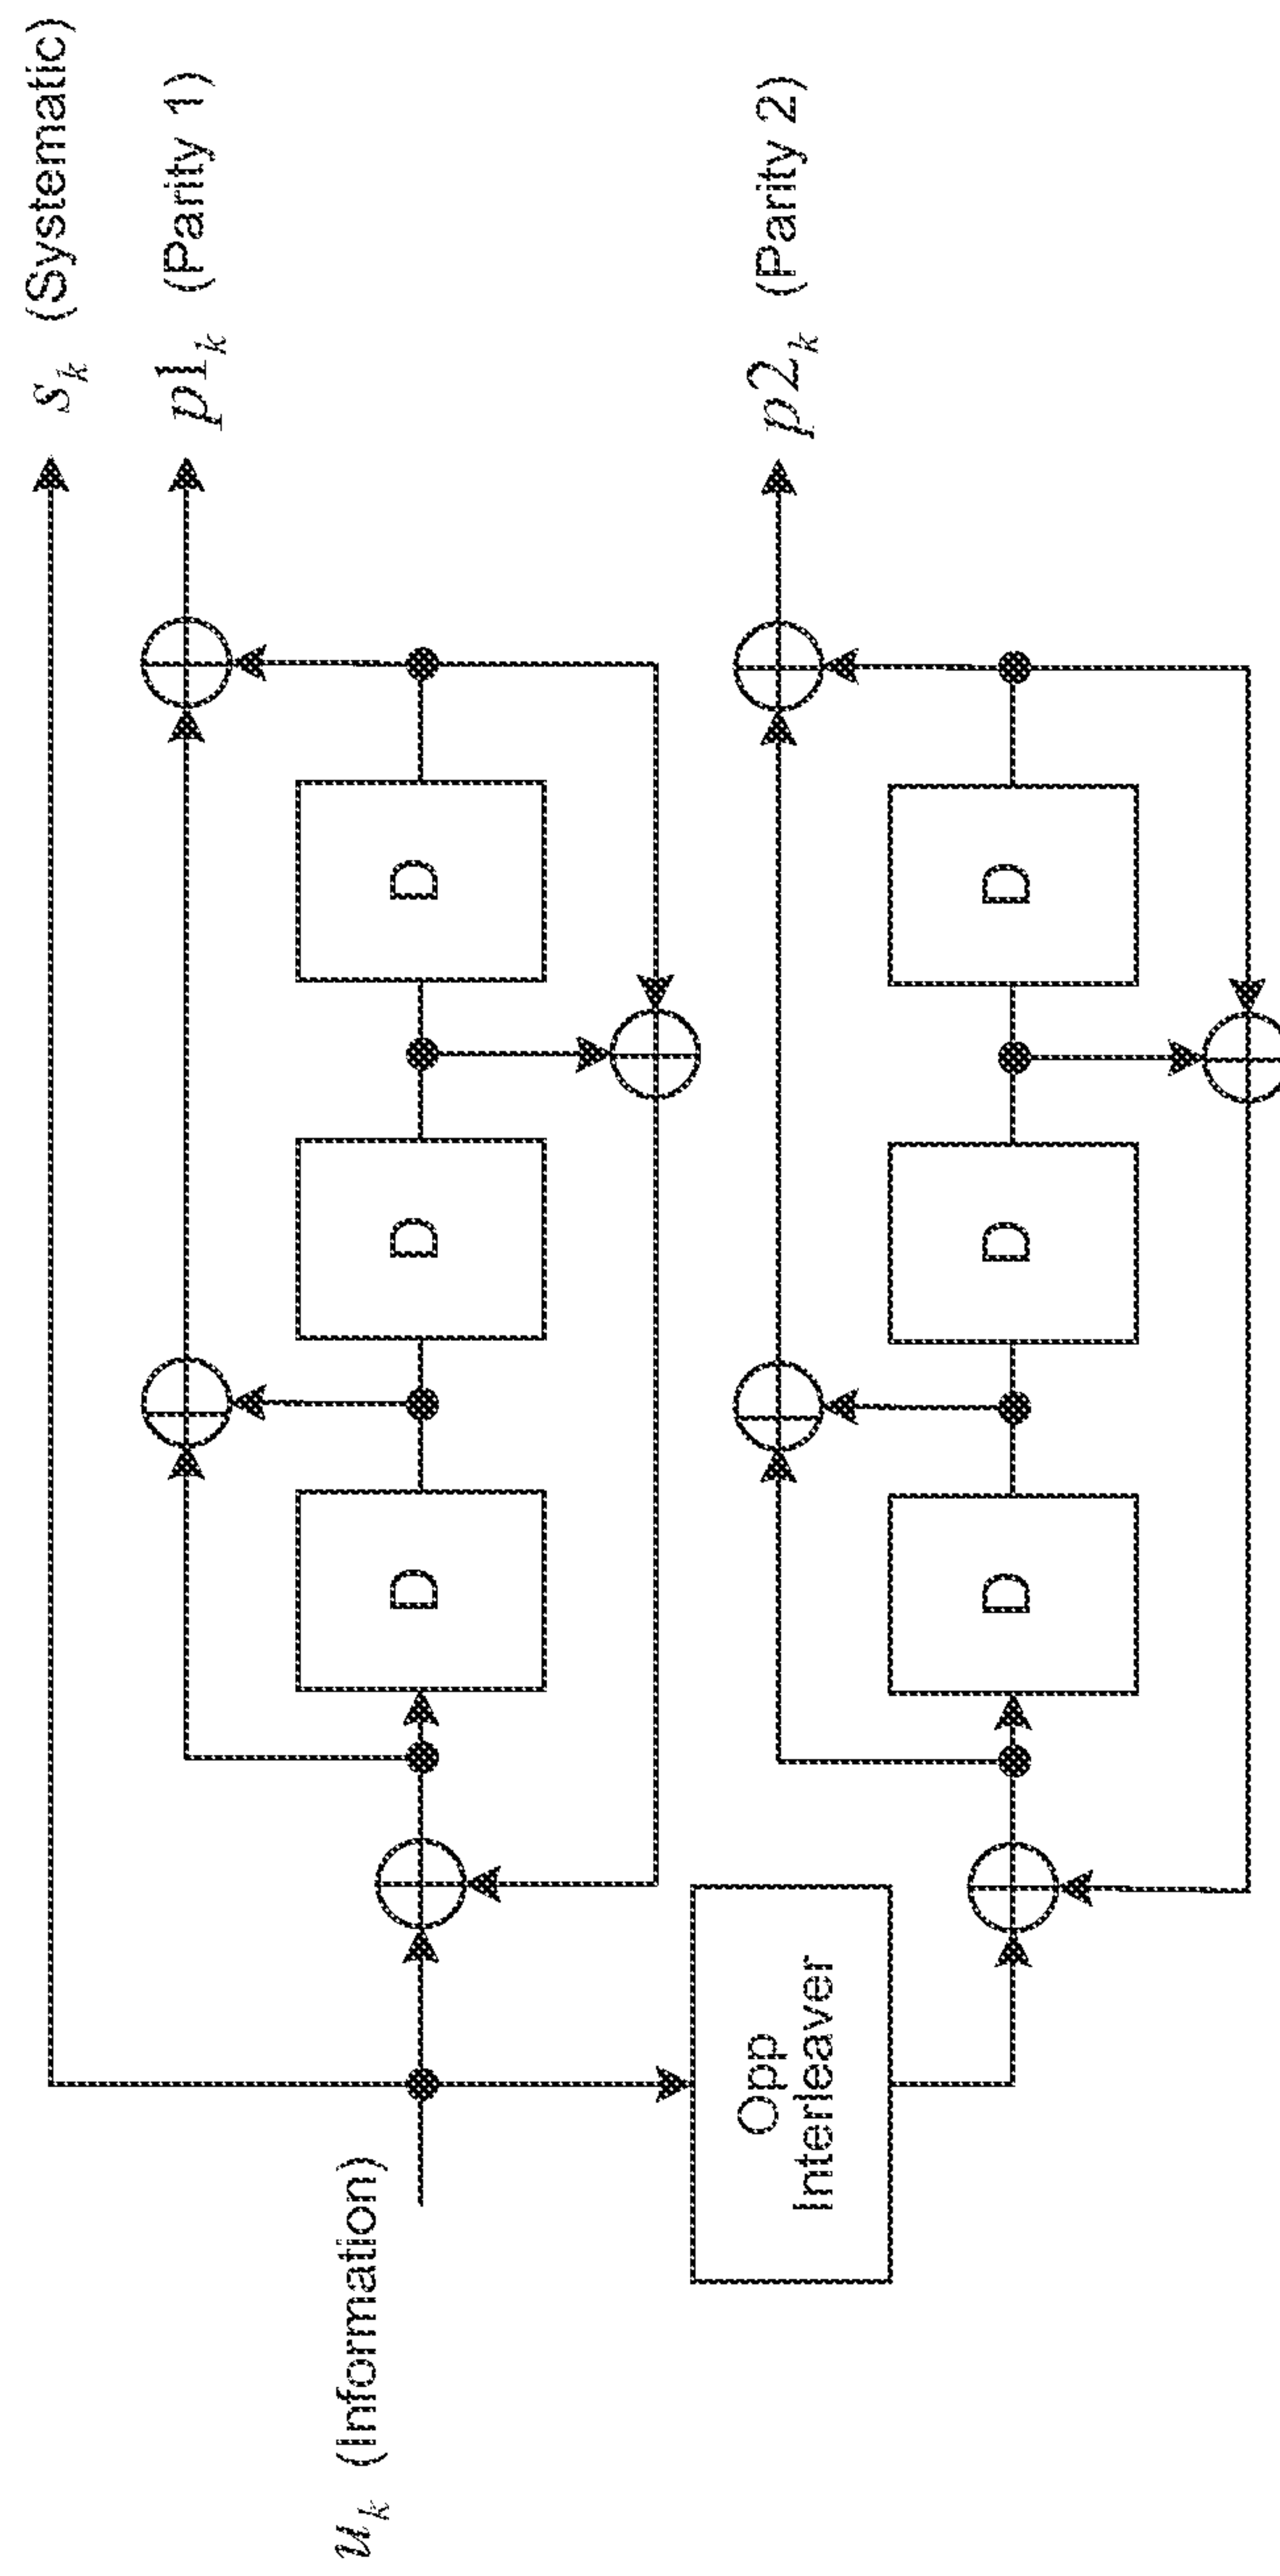 s_k (Systematic)
p1_k (Parity 1)
D
D
D
u_k (Information)
Opp
Interleaver
p2_k (Parity 2)
D
D
D